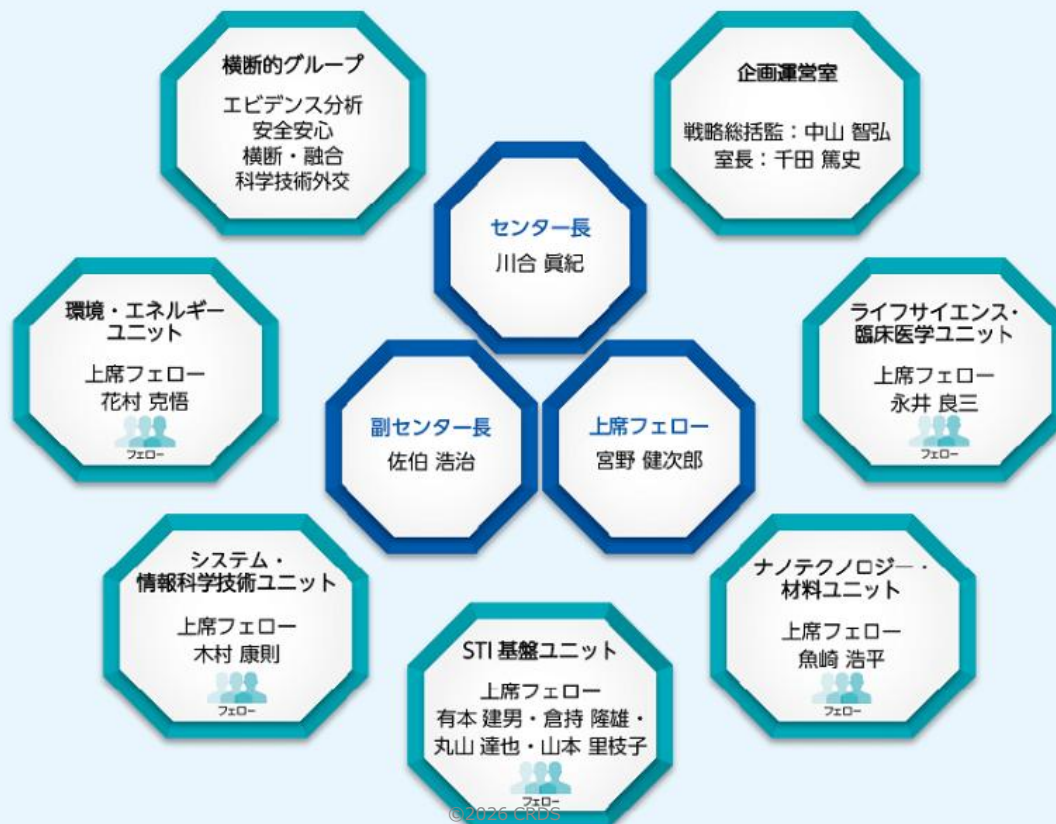 横断的グループ
エビデンス分析
安全安心
横断・融合
科学技術外交
企画運営室
戦略総括監：中山 智弘
室長：千田 篤史
センター長
川合 眞紀
環境・エネルギー
ユニット
上席フェロー
花村 克悟
フェロー
ライフサイエンス・
臨床医学ユニット
上席フェロー
永井 良三
フェロー
副センター長
佐伯 浩治
上席フェロー
宮野 健次郎
システム・
情報科学技術ユニット
上席フェロー
木村 康則
フェロー
ナノテクノロジー・
材料ユニット
上席フェロー
魚崎 浩平
フェロー
STI 基盤ユニット
上席フェロー
有本 建男・倉持 隆雄・
丸山 達也・山本 里枝子
フェロー
©2026 CRDS